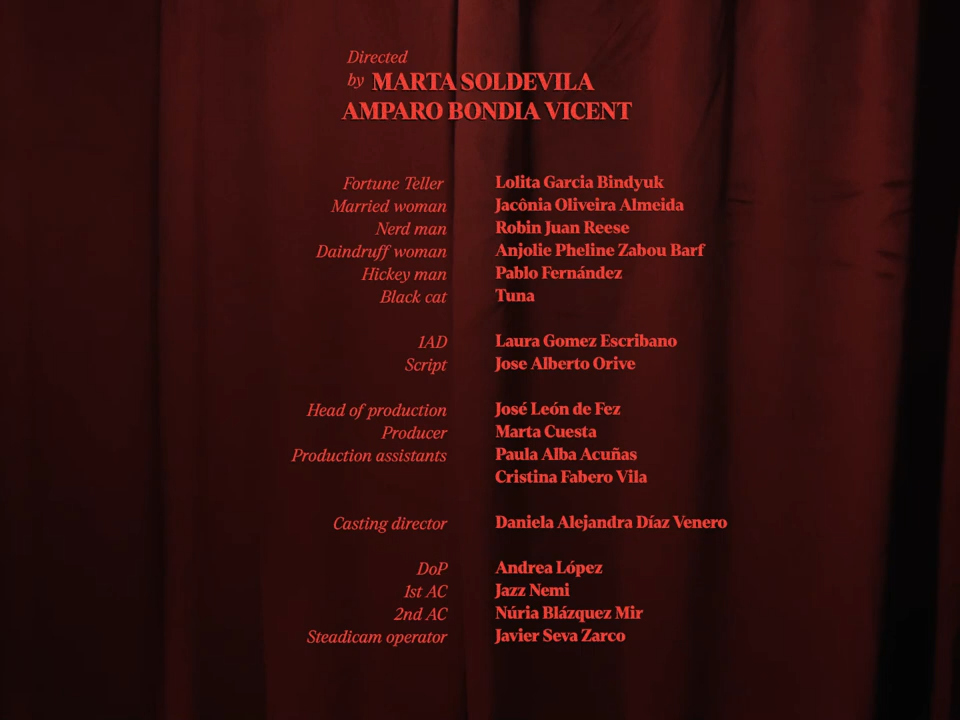 Directed
by MARTA SOLDEVILA
AMPARO BONDIA VICENT
Fortune Teller Lolita Garcia Bindyuk
Married woman Jacônia Oliveira Almeida
Nerd man Robin Juan Reese
Daindruff woman Anjolie Pheline Zabou Barf
Hickey man Pablo Fernández
Black cat Tuna
1AD Laura Gomez Escribano
Script Jose Alberto Orive
Head of production José León de Fez
Producer Marta Cuesta
Production assistants Paula Alba Acuñas
Cristina Fabero Vila
Casting director Daniela Alejandra Díaz Venero
DoP Andrea López
1st AC Jazz Nemi
2nd AC Núria Blázquez Mir
Steadicam operator Javier Seva Zarco